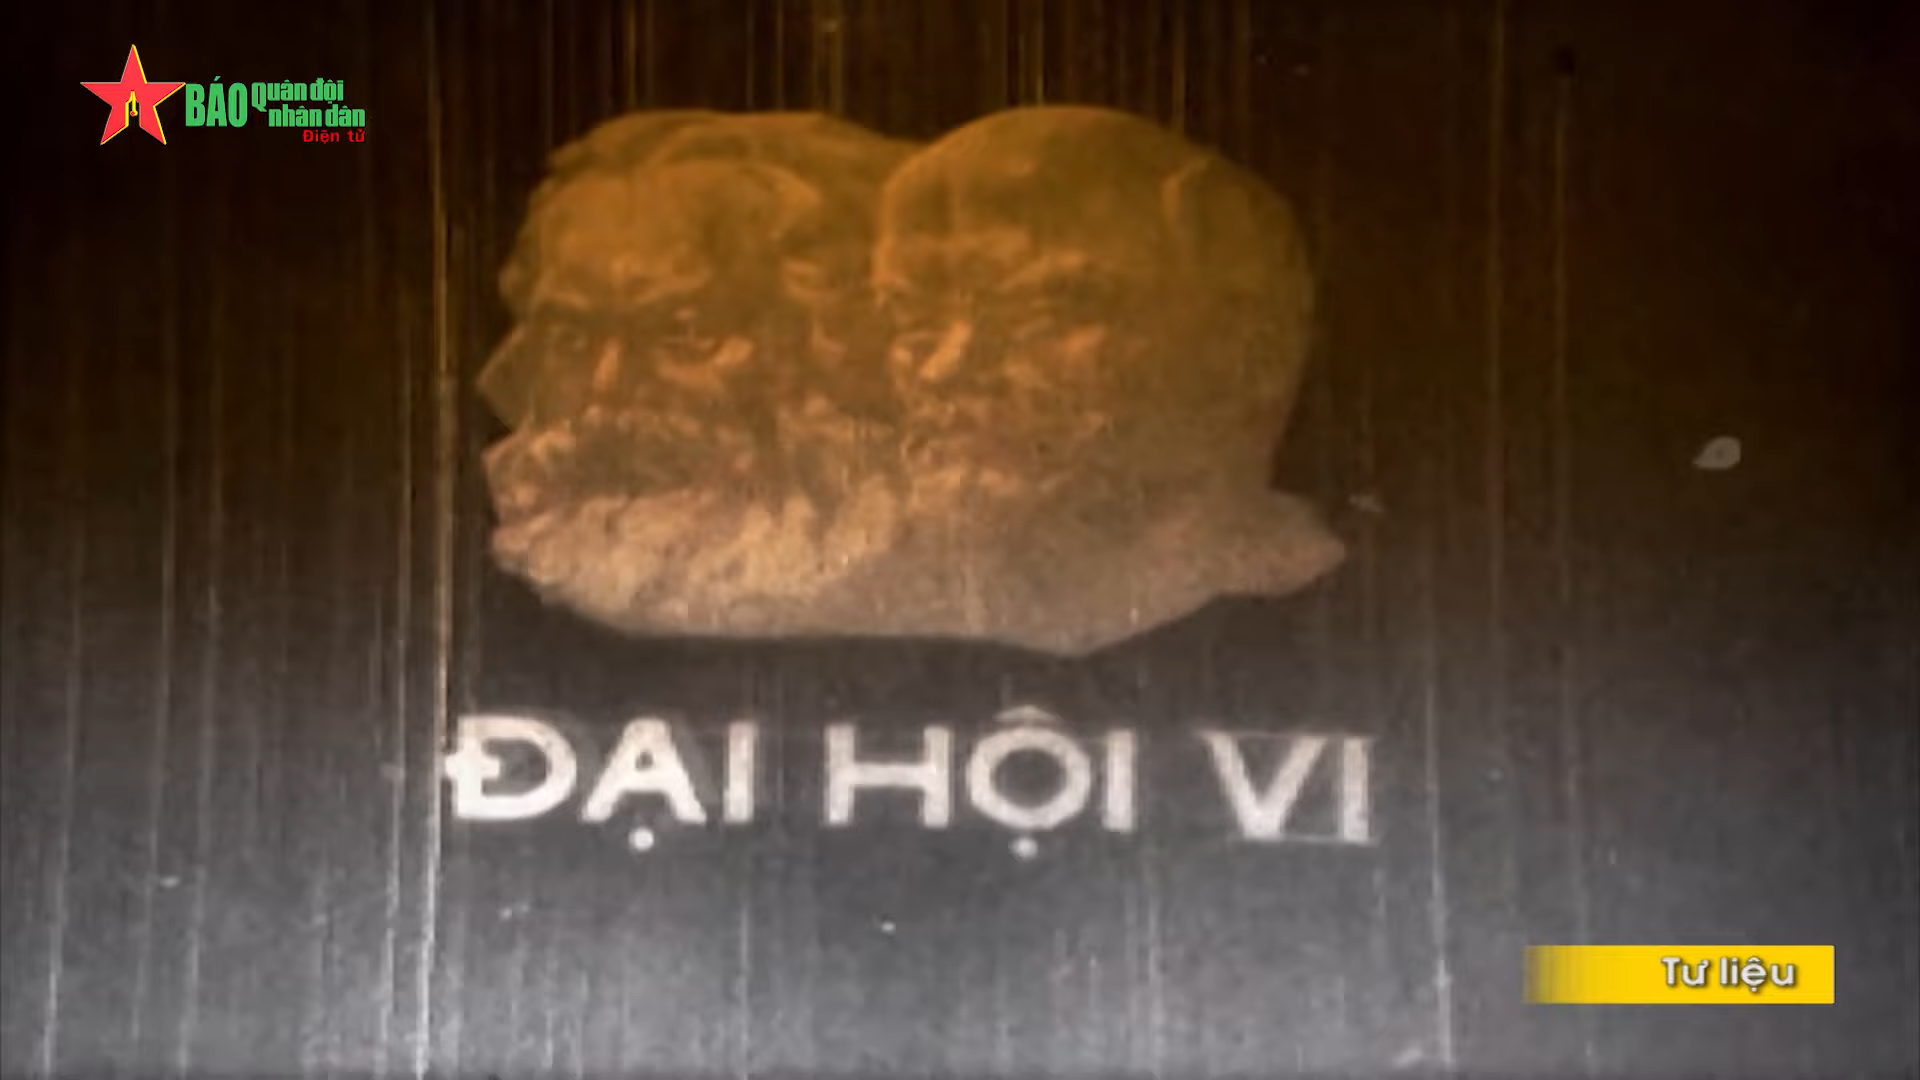 BÁO Quân đội
nhân dân
Điện tử
ĐẠI HỘI VI
Tư liệu